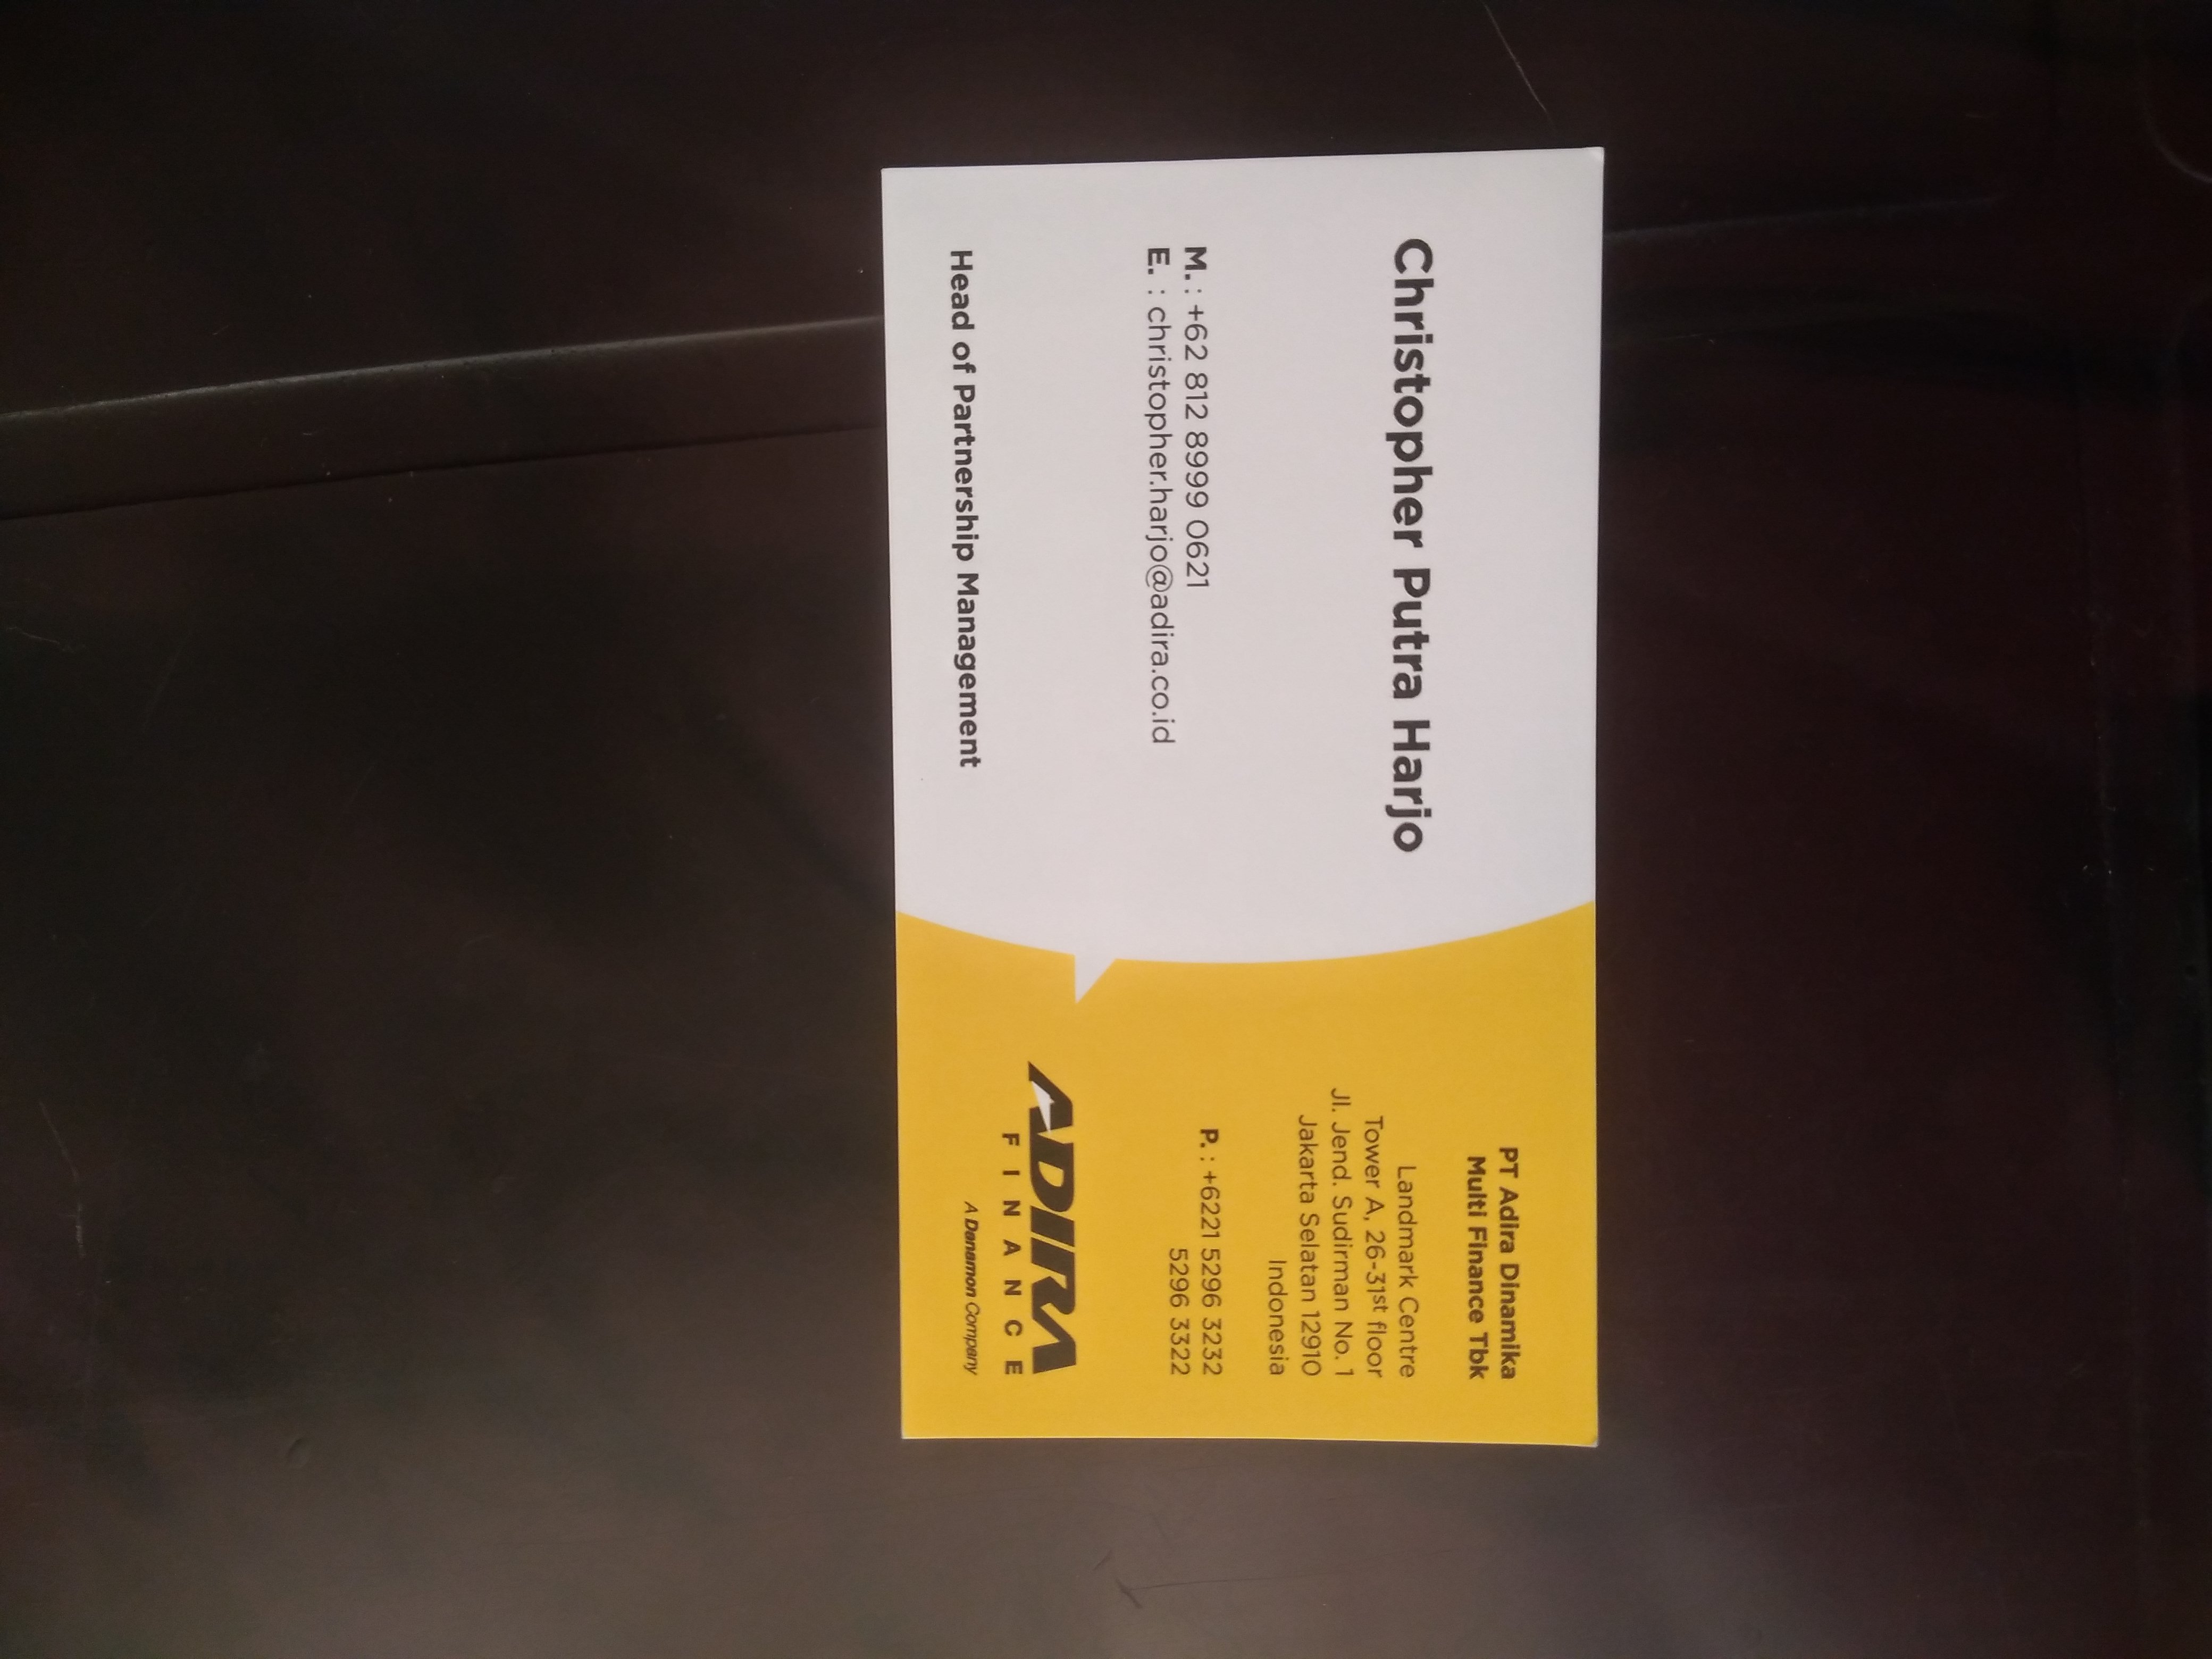 Christopher Putra Harjo
M. : +62 812 8999 0621
E. : christopher.harjo@adira.co.id
Head of Partnership Management
PT Adira Dinamika
Multi Finance Tbk
Landmark Centre
Tower A, 26-31st floor
Jl. Jend. Sudirman No. 1
Jakarta Selatan 12910
Indonesia
P. : +6221 5296 3232
5296 3322
ADIRA
FINANCE
A Danamon Company